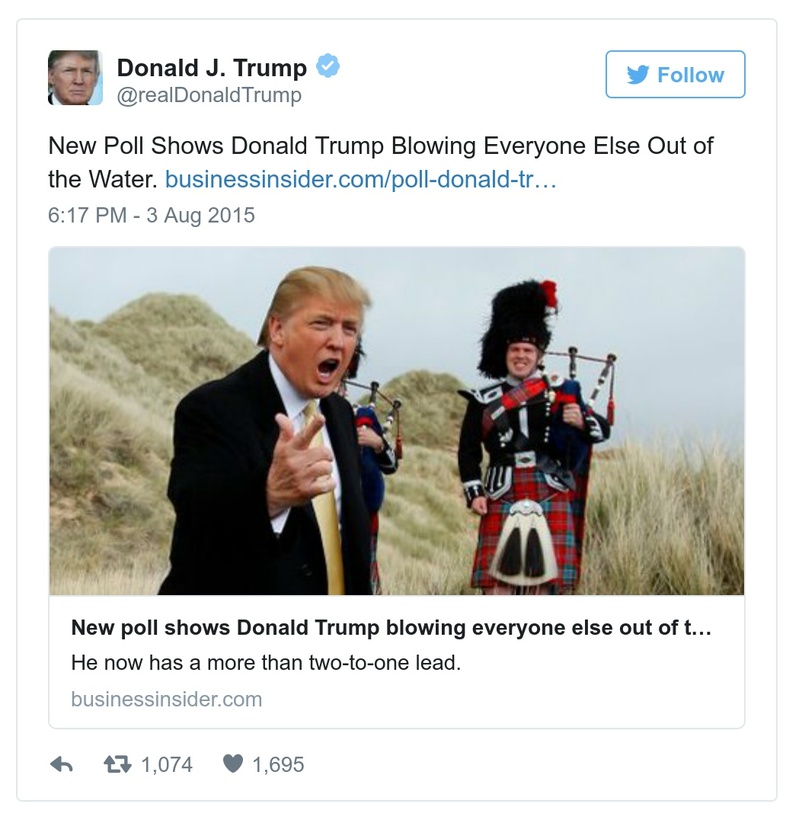 Donald J. Trump
@realDonaldTrump
Follow
New Poll Shows Donald Trump Blowing Everyone Else Out of
the Water. businessinsider.com/poll-donald-tr…
6:17 PM - 3 Aug 2015
New poll shows Donald Trump blowing everyone else out of t…
He now has a more than two-to-one lead.
businessinsider.com
1,074 1,695